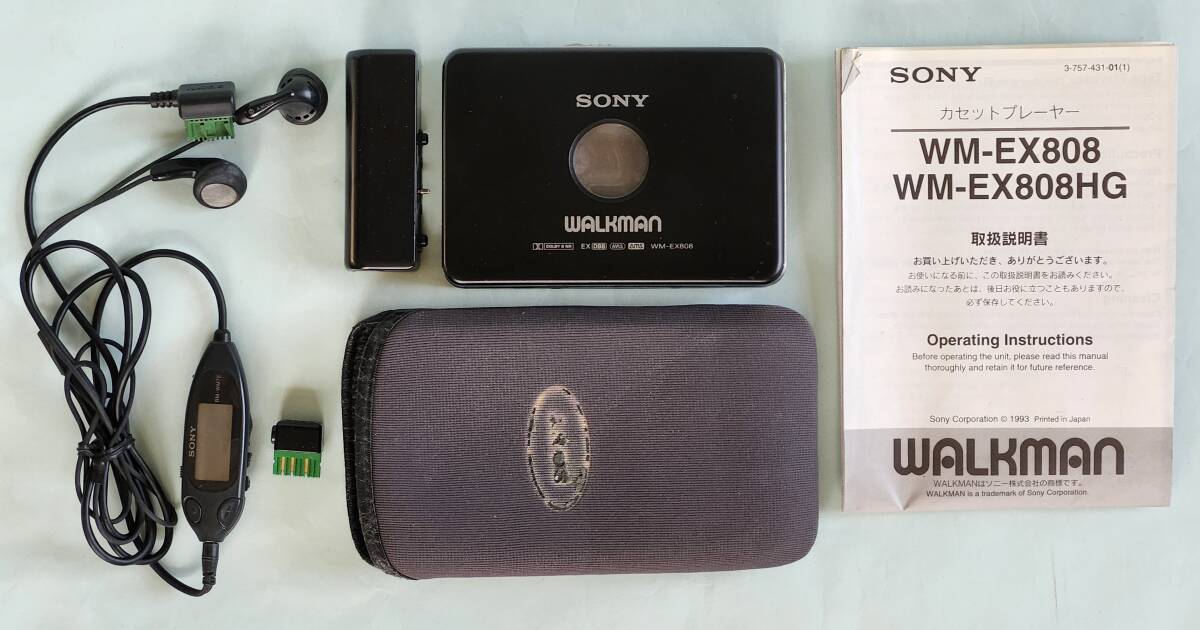 SONY
WALKMAN
DOLBY B NR EX DBB AVLS AMS WM-EX808
SONY
SONY
3-757-431-01(1)
カセットプレーヤー
WM-EX808
WM-EX808HG
取扱説明書
お買い上げいただき、ありがとうございます。
お使いになる前に、この取扱説明書をお読みください。
お読みになったあとは、後日お役に立つこともありますので、
必ず保存してください。
Operating Instructions
Before operating the unit, please read this manual
thoroughly and retain it for future reference.
Sony Corporation © 1993 Printed in Japan
WALKMAN
WALKMANはソニー株式会社の商標です。
WALKMAN is a trademark of Sony Corporation.